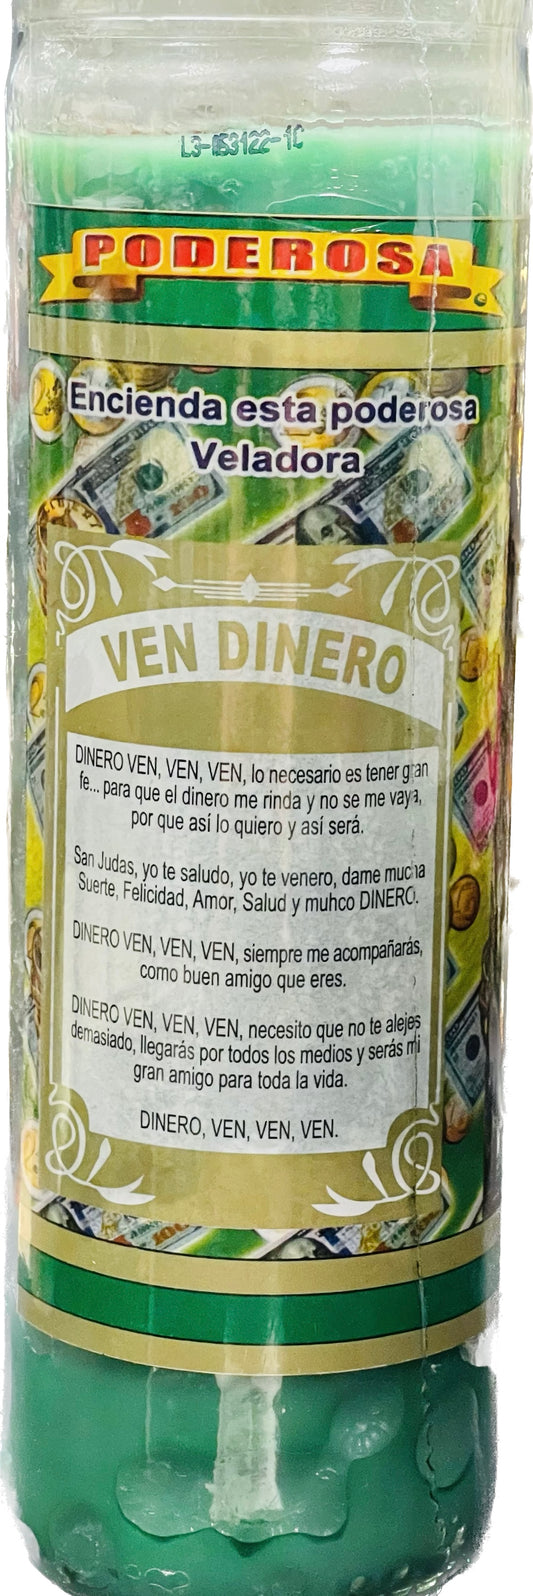 PODEROSA
Encienda esta poderosa
Veladora
VEN DINERO
DINERO VEN, VEN, VEN, lo necesario es tener gran
fe... para que el dinero me rinda y no se me vaya,
por que así lo quiero y así será.
San Judas, yo te saludo, yo te venero, dame mucha
Suerte, Felicidad, Amor, Salud y muhco DINERO.
DINERO VEN, VEN, VEN, siempre me acompañarás,
como buen amigo que eres.
DINERO VEN, VEN, VEN, necesito que no te alejes
demasiado, llegarás por todos los medios y serás mi
gran amigo para toda la vida.
DINERO, VEN, VEN, VEN.